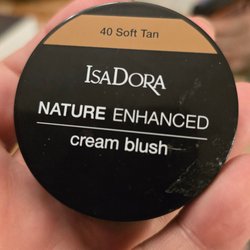 40 Soft Tan
IsaDora
NATURE ENHANCED
cream blush